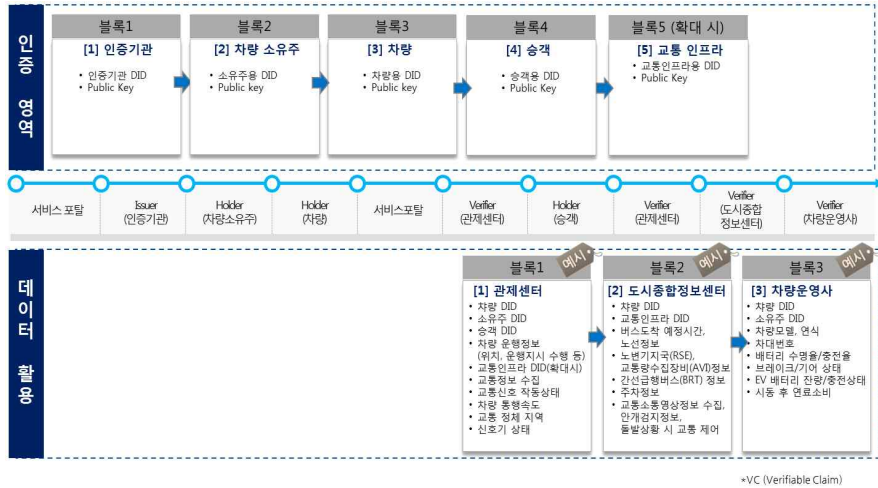 인증 영역
블록1
[1] 인증기관
• 인증기관 DID
• Public Key
블록2
[2] 차량 소유주
• 소유주용 DID
• Public key
블록3
[3] 차량
• 차량용 DID
• Public key
블록4
[4] 승객
• 승객용 DID
• Public Key
블록5 (확대 시)
[5] 교통 인프라
• 교통인프라용 DID
• Public Key
서비스 포탈
Issuer
(인증기관)
Holder
(차량소유주)
Holder
(차량)
서비스포탈
Verifier
(관제센터)
Holder
(승객)
Verifier
(관제센터)
Verifier
(도시종합
정보센터)
Verifier
(차량운영사)
데이터 활용
블록1
예시
[1] 관제센터
• 차량 DID
• 소유주 DID
• 승객 DID
• 차량 운행정보
(위치, 운행지시 수행 등)
• 교통인프라 DID(확대시)
• 교통정보 수집
• 교통신호 작동상태
• 차량 통행속도
• 교통 정체 지역
• 신호기 상태
블록2
예시
[2] 도시종합정보센터
• 차량 DID
• 교통인프라 DID
• 버스도착 예정시간,
노선정보
• 노변기지국(RSE),
교통량수집장비(AVI)정보
• 간선급행버스(BRT) 정보
• 주차정보
• 교통소통영상정보 수집,
안개검지정보,
돌발상황 시 교통 제어
블록3
예시
[3] 차량운영사
• 차량 DID
• 소유주 DID
• 차량모델, 연식
• 차대번호
• 배터리 수명율/충전율
• 브레이크/기어 상태
• EV 배터리 잔량/충전상태
• 시동 후 연료소비
*VC (Verifiable Claim)